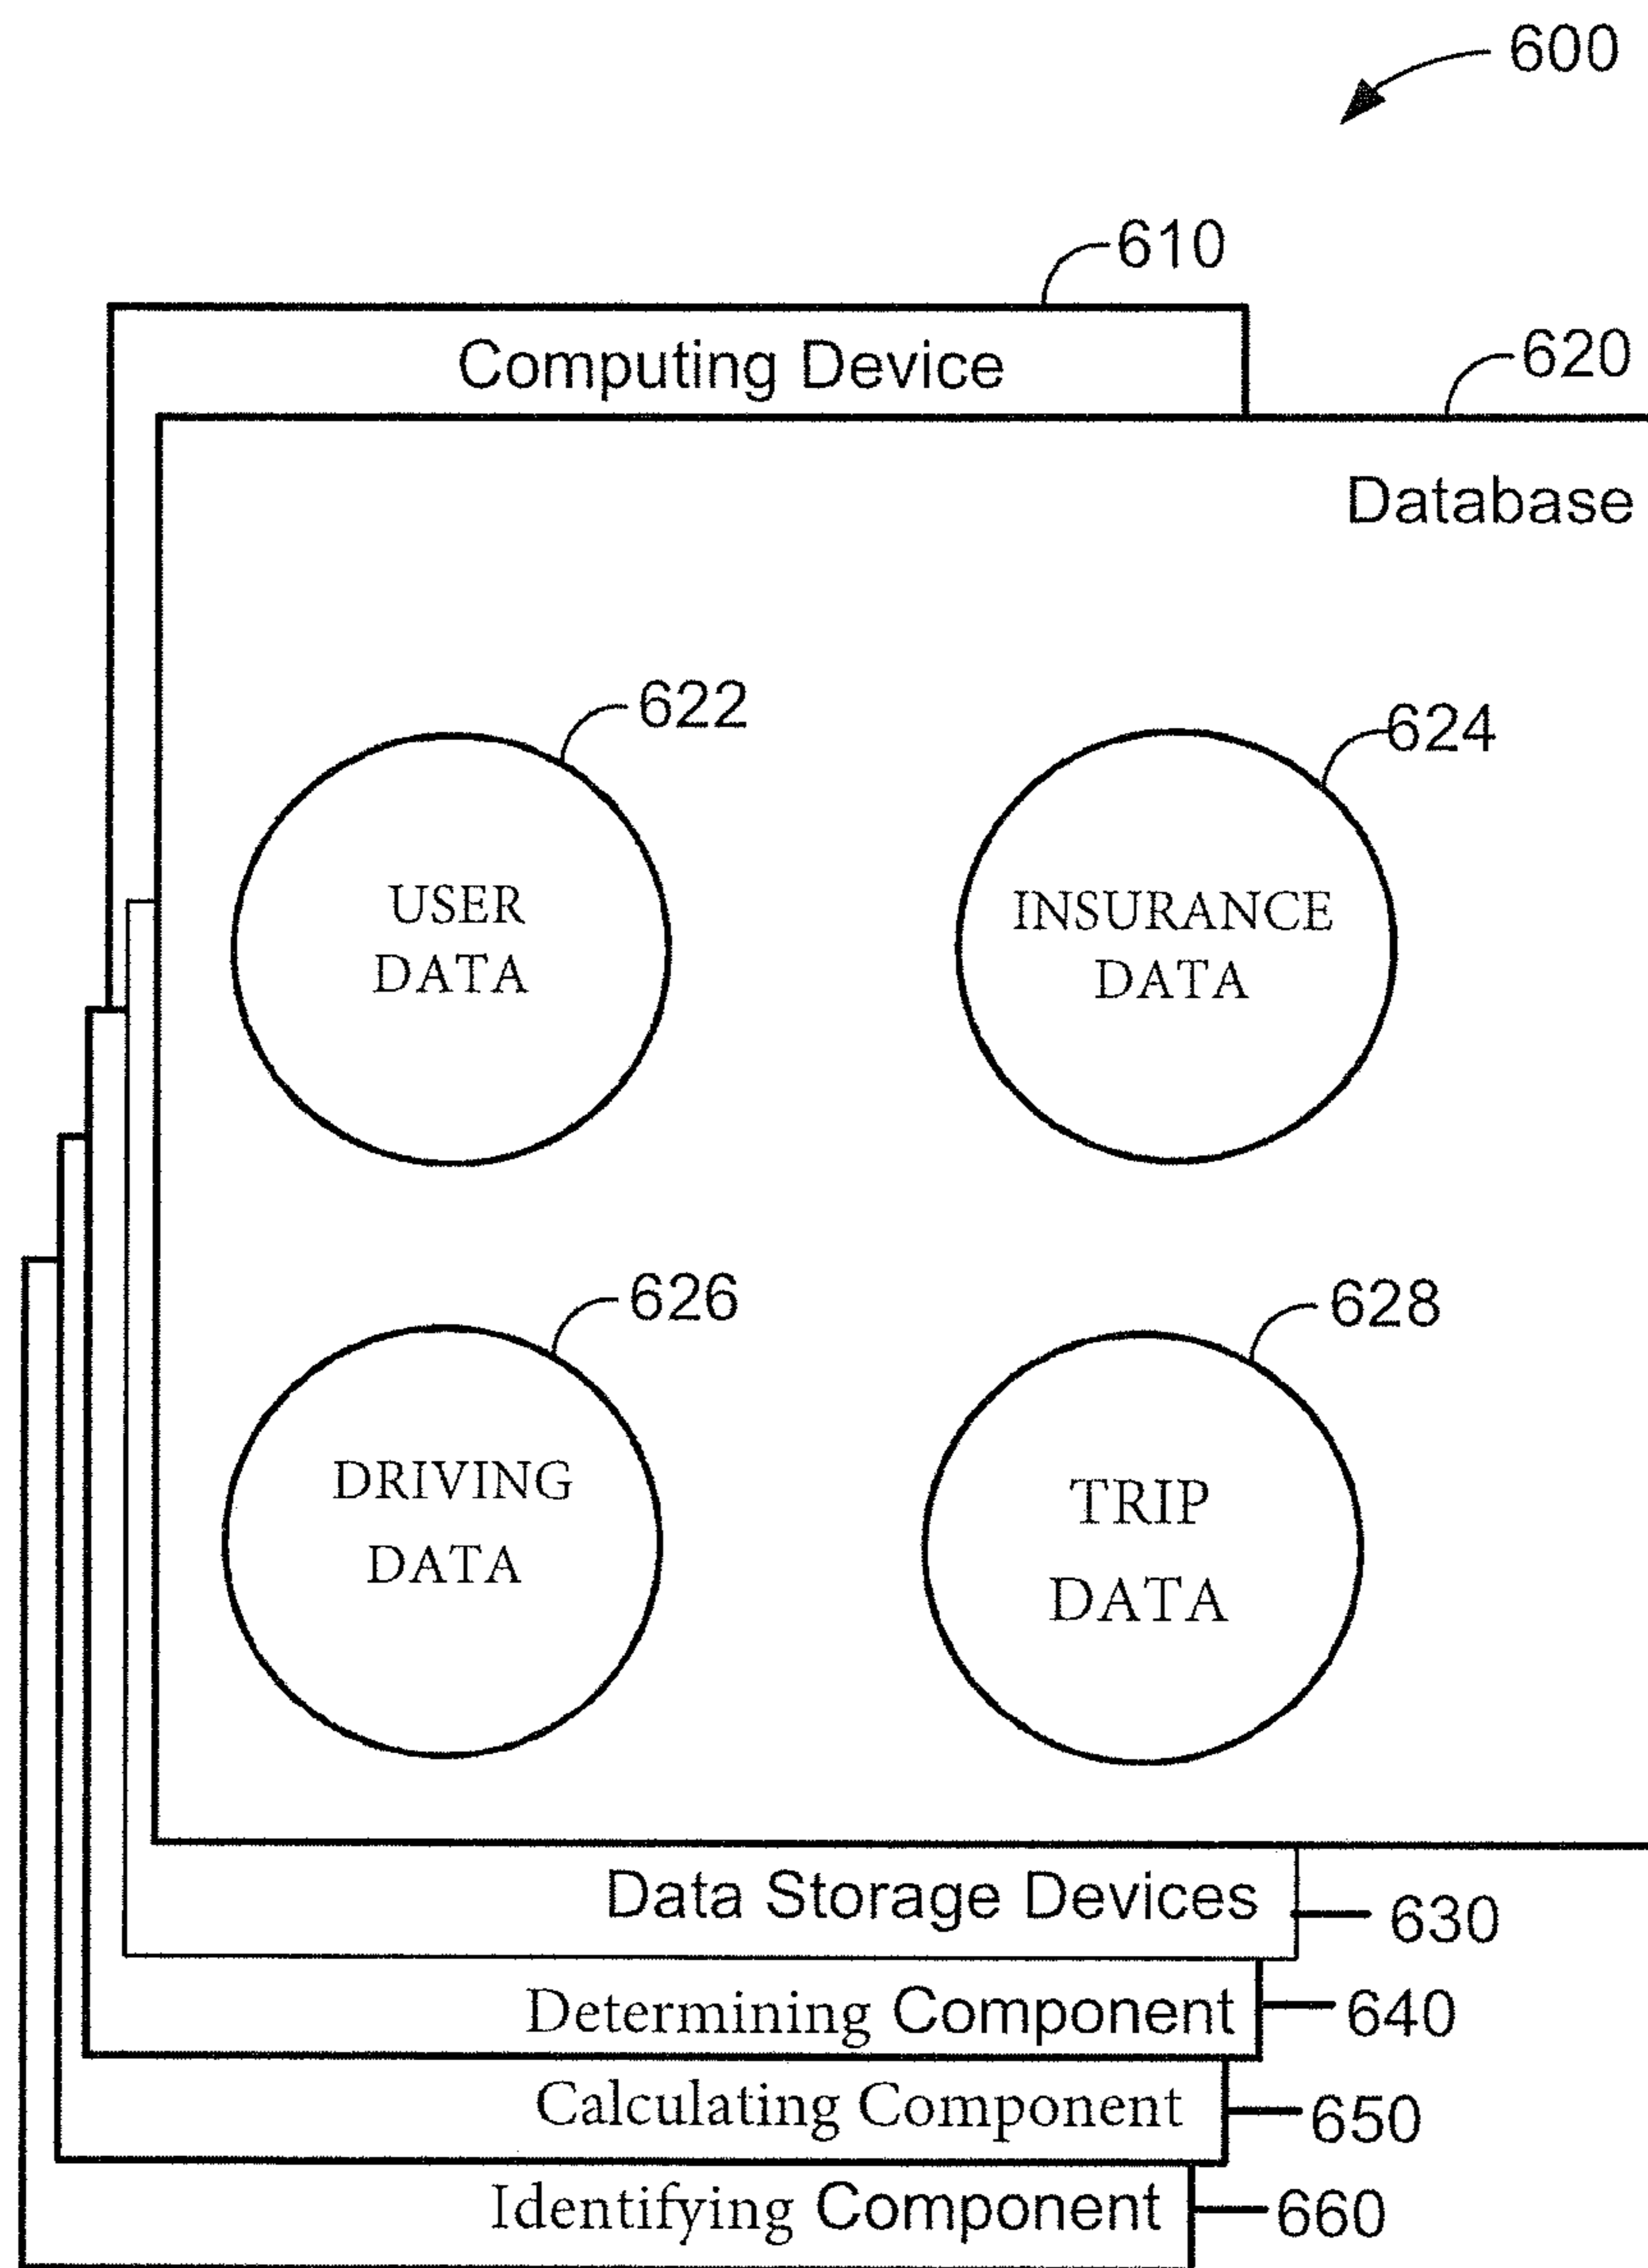 600
610
Computing Device
620
Database
622
624
USER
DATA
INSURANCE
DATA
626
628
DRIVING
DATA
TRIP
DATA
Data Storage Devices
630
Determining Component
640
Calculating Component
650
Identifying Component
660